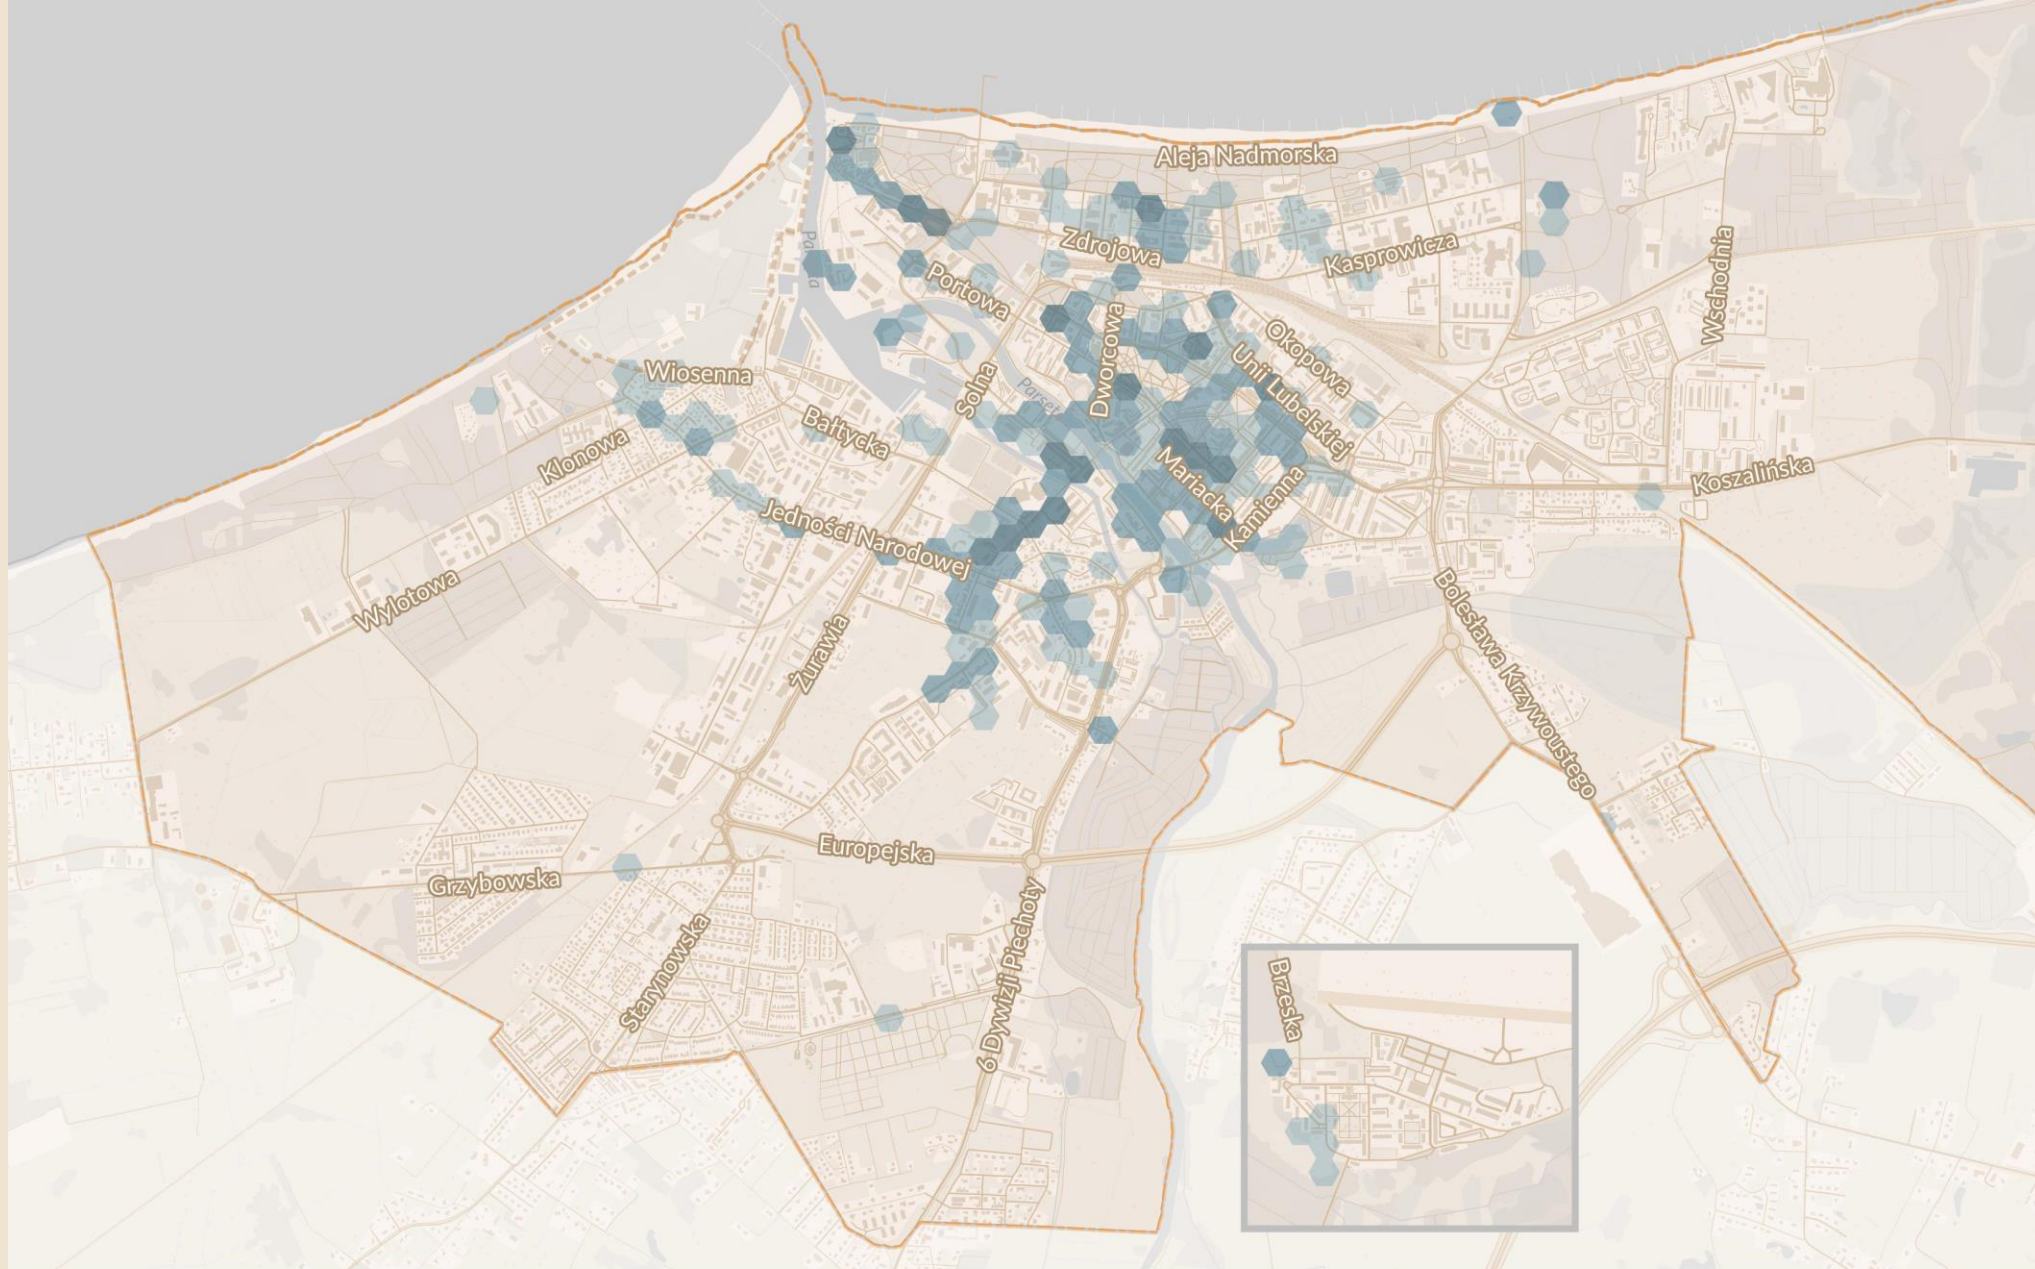 Aleja Nadmorska
Zdrojowa
Kasprowicza
Portowa
Wschodnia
Dworcowa
Okopowa
Unii Lubelskiej
Wiosenna
Solna
Bałtycka
Klonowa
Mariacka
Kamienna
Koszalińska
Jedności Narodowej
Wylotowa
Żurawia
Bolesława Krzywoustego
Europejska
Grzybowska
Starynowska
6 Dywizji Piechoty
Brzeska